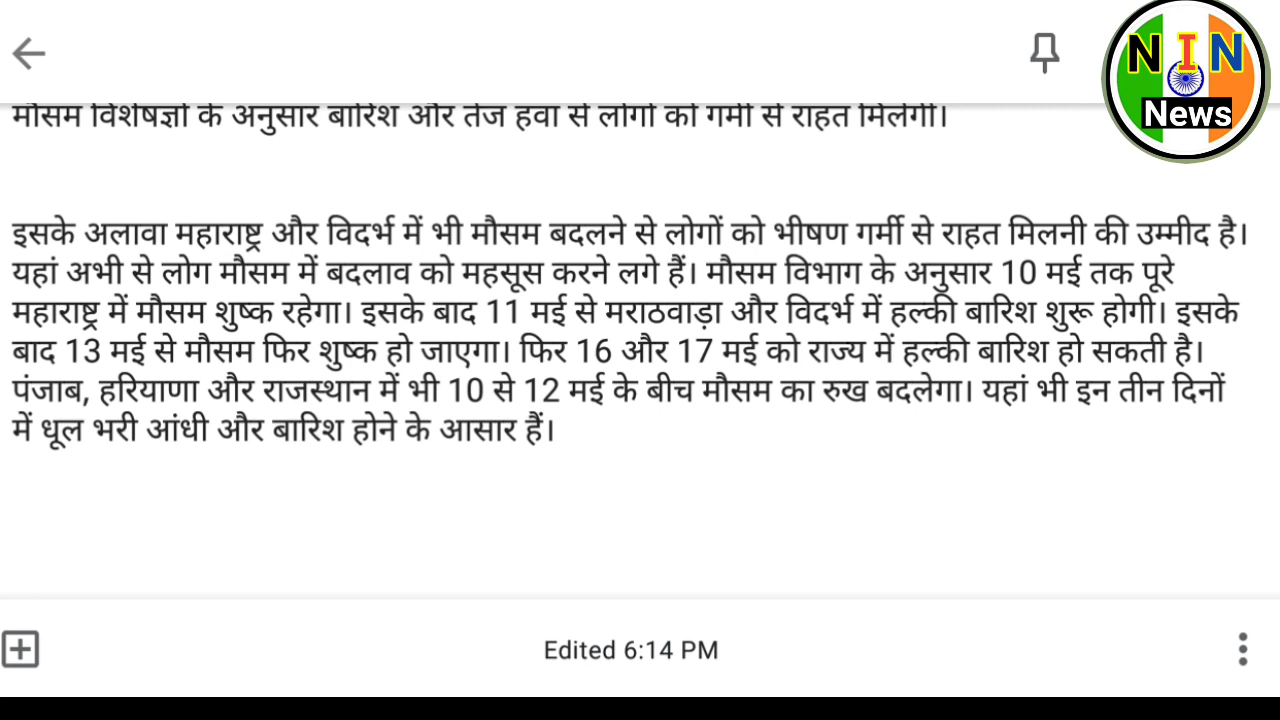 NIN
News
मौसम विशेषज्ञों के अनुसार बारिश और तेज हवा से लोगों को गर्मी से राहत मिलेगी।
इसके अलावा महाराष्ट्र और विदर्भ में भी मौसम बदलने से लोगों को भीषण गर्मी से राहत मिलनी की उम्मीद है।
यहां अभी से लोग मौसम में बदलाव को महसूस करने लगे हैं। मौसम विभाग के अनुसार 10 मई तक पूरे
महाराष्ट्र में मौसम शुष्क रहेगा। इसके बाद 11 मई से मराठवाड़ा और विदर्भ में हल्की बारिश शुरू होगी। इसके
बाद 13 मई से मौसम फिर शुष्क हो जाएगा। फिर 16 और 17 मई को राज्य में हल्की बारिश हो सकती है।
पंजाब, हरियाणा और राजस्थान में भी 10 से 12 मई के बीच मौसम का रुख बदलेगा। यहां भी इन तीन दिनों
में धूल भरी आंधी और बारिश होने के आसार हैं।
Edited 6:14 PM